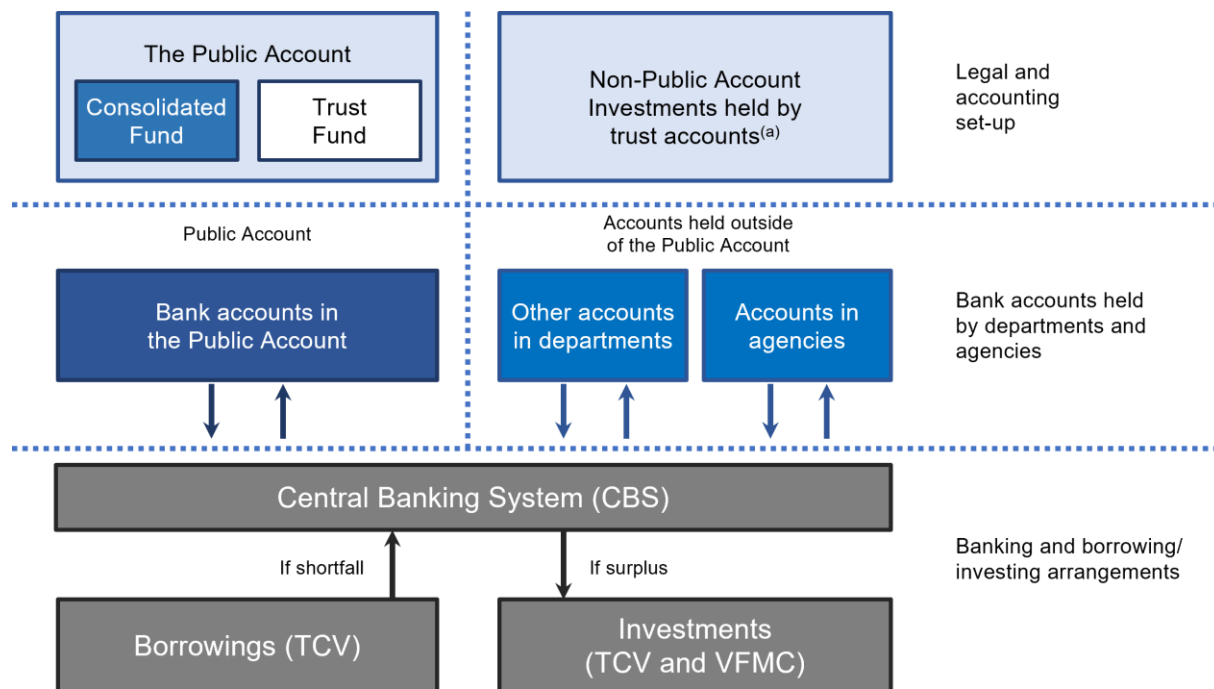 The Public Account
Consolidated
Fund
Trust
Fund
Non-Public Account
Investments held by
trust accounts(a)
Legal and
accounting
set-up
Public Account
Accounts held outside
of the Public Account
Bank accounts in
the Public Account
Other accounts
in departments
Accounts in
agencies
Bank accounts held
by departments and
agencies
Central Banking System (CBS)
If shortfall
If surplus
Banking and borrowing/
investing arrangements
Borrowings (TCV)
Investments
(TCV and VFMC)